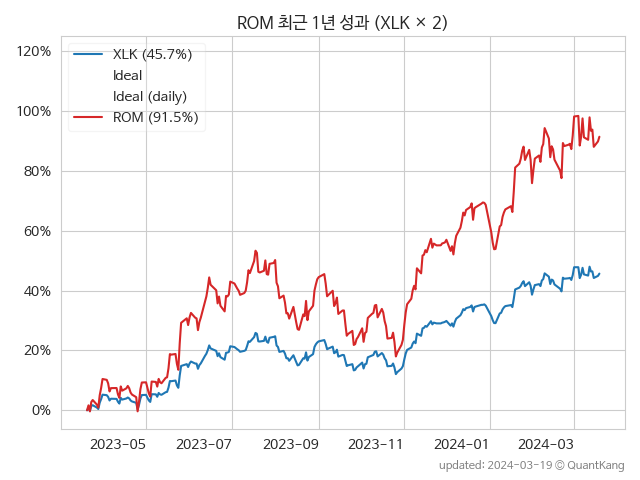 ROM 최근 1년 성과 (XLK × 2)
XLK (45.7%)
Ideal
Ideal (daily)
ROM (91.5%)
120%
100%
80%
60%
40%
20%
0%
2023-05 2023-07 2023-09 2023-11 2024-01 2024-03
updated: 2024-03-19 © QuantKang